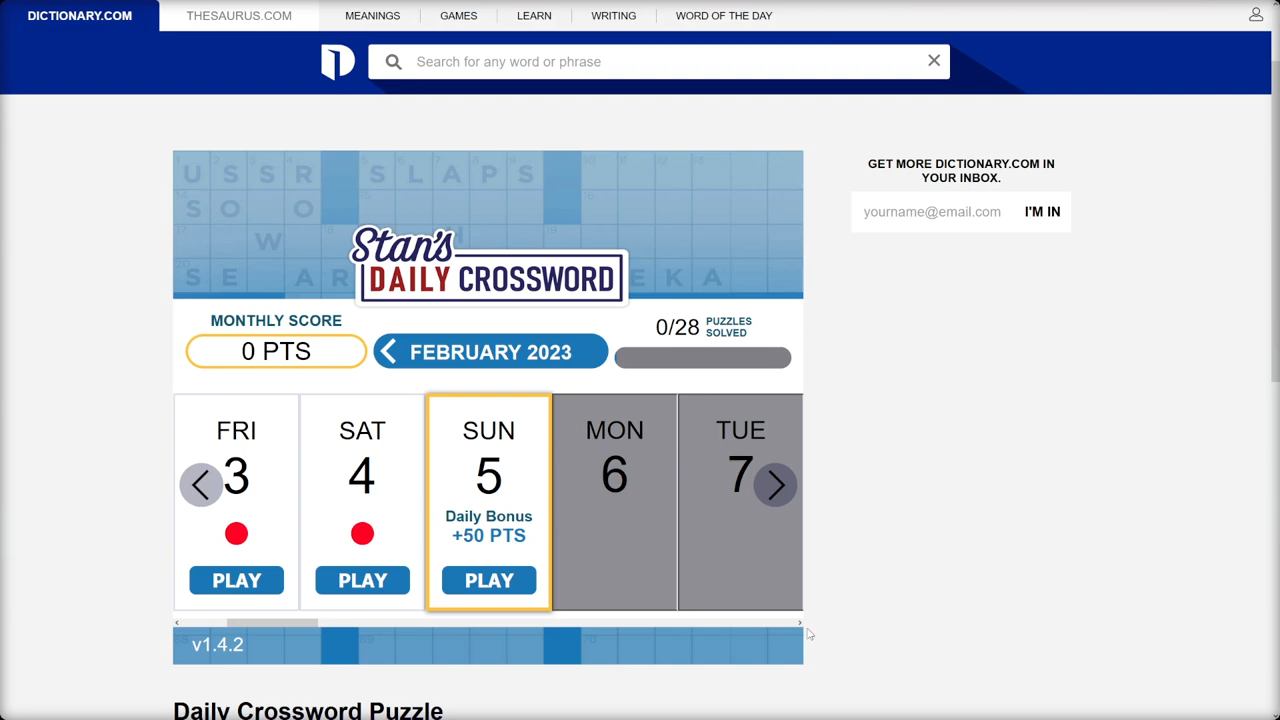 DICTIONARY.COM THESAURUS.COM MEANINGS GAMES LEARN WRITING WORD OF THE DAY
Search for any word or phrase
GET MORE DICTIONARY.COM IN
YOUR INBOX.
yourname@email.com I'M IN
U S S R S L A P S
S O O
W
S E A R E K A
Stan's
DAILY CROSSWORD
MONTHLY SCORE
0 PTS
FEBRUARY 2023
0/28 PUZZLES
SOLVED
FRI SAT SUN MON TUE
3 4 5 6 7
Daily Bonus
+50 PTS
PLAY PLAY PLAY
v1.4.2
Daily Crossword Puzzle